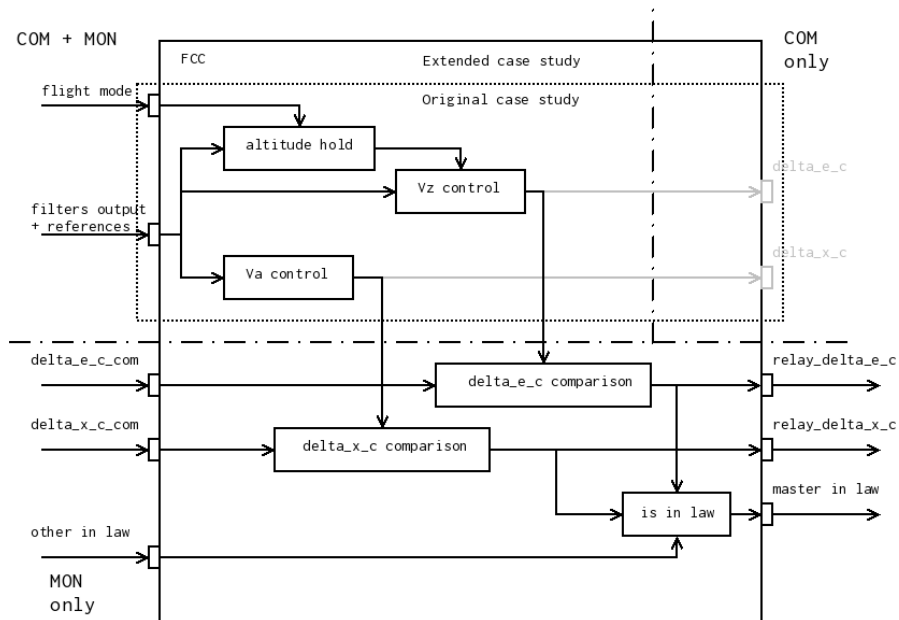 COM + MON
COM
only
FCC
Extended case study
flight mode
Original case study
altitude hold
delta_e_c
Vz control
filters output
+ references
delta_x_c
Va control
delta_e_c_com
relay_delta_e_c
delta_e_c comparison
delta_x_c_com
relay_delta_x_c
delta_x_c comparison
master in law
is in law
other in law
MON
only